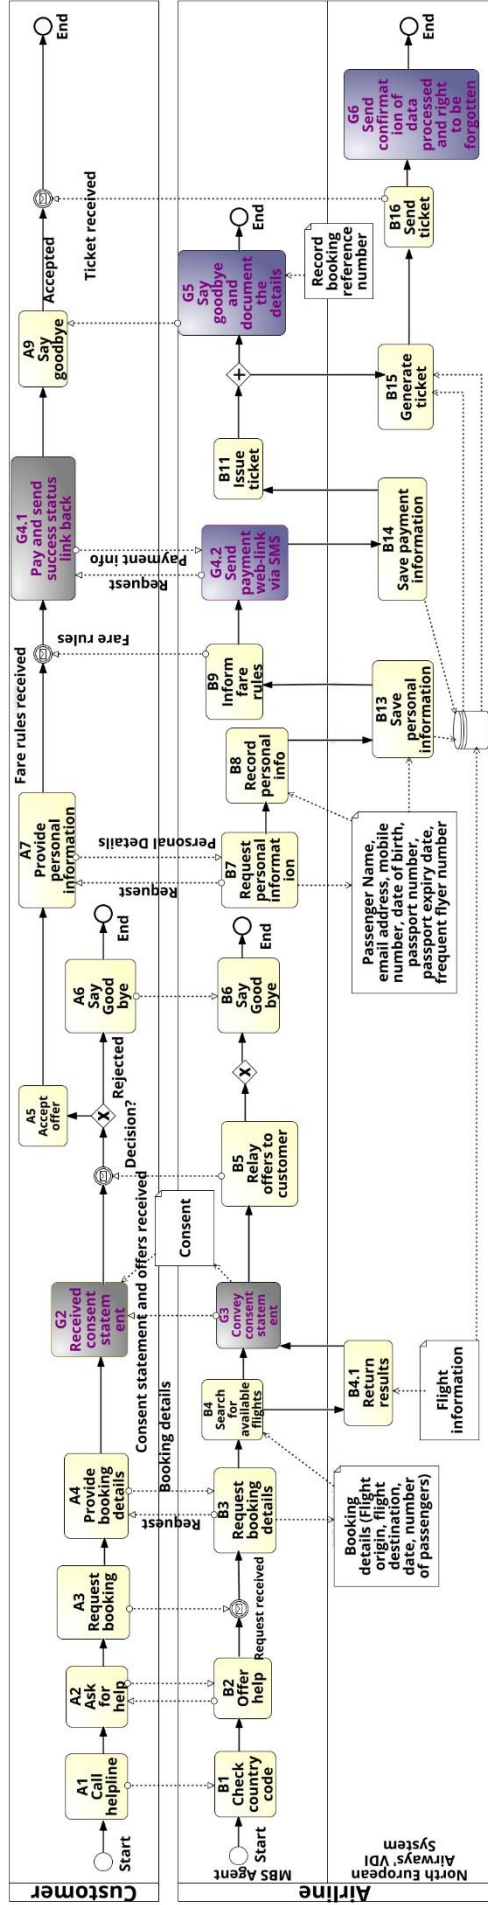 Customer
Start
A1
Call
helpline
A2
Ask
for
help
A3
Request
booking
A4
Provide
booking
details
G2
Received
consent
statem
ent
Consent statement and offers received
Decision?
X
Rejected
A5
Accept
offer
A6
Say
Good
bye
End
A7
Provide
personal
information
Fare rules received
G4.1
Pay and send
success status
link back
A9
Say
goodbye
Accepted
Ticket received
End
Request
Booking details
Consent
Request
Personal Details
Fare rules
Request
Payment info
Airline
MBS Agent
Start
B1
Check
country
code
B2
Offer
help
Request received
B3
Request
booking
details
B4
Search
for
available
flights
G3
Convey
consent
statem
ent
B5
Relay
offers to
customer
X
B6
Say
Good
bye
End
B7
Request
personal
informat
ion
B8
Record
personal
info
B9
Inform
fare
rules
G4.2
Send
payment
web-link
via SMS
B11
Issue
ticket
+
G5 Say
goodbye
and
document
the
details
End
Record
booking
reference
number
North European
Airways' VDI
System
Booking
details (Flight
origin, flight
destination,
date, number
of passengers)
B4.1
Return
results
Flight
information
Passenger Name,
email address, mobile
number, date of birth,
passport number,
passport expiry date,
frequent flyer number
B13
Save
personal
information
B14
Save payment
information
B15
Generate
ticket
B16
Send
ticket
G6
Send
confirmat
ion of
data
processed
and right
to be
forgotten
End